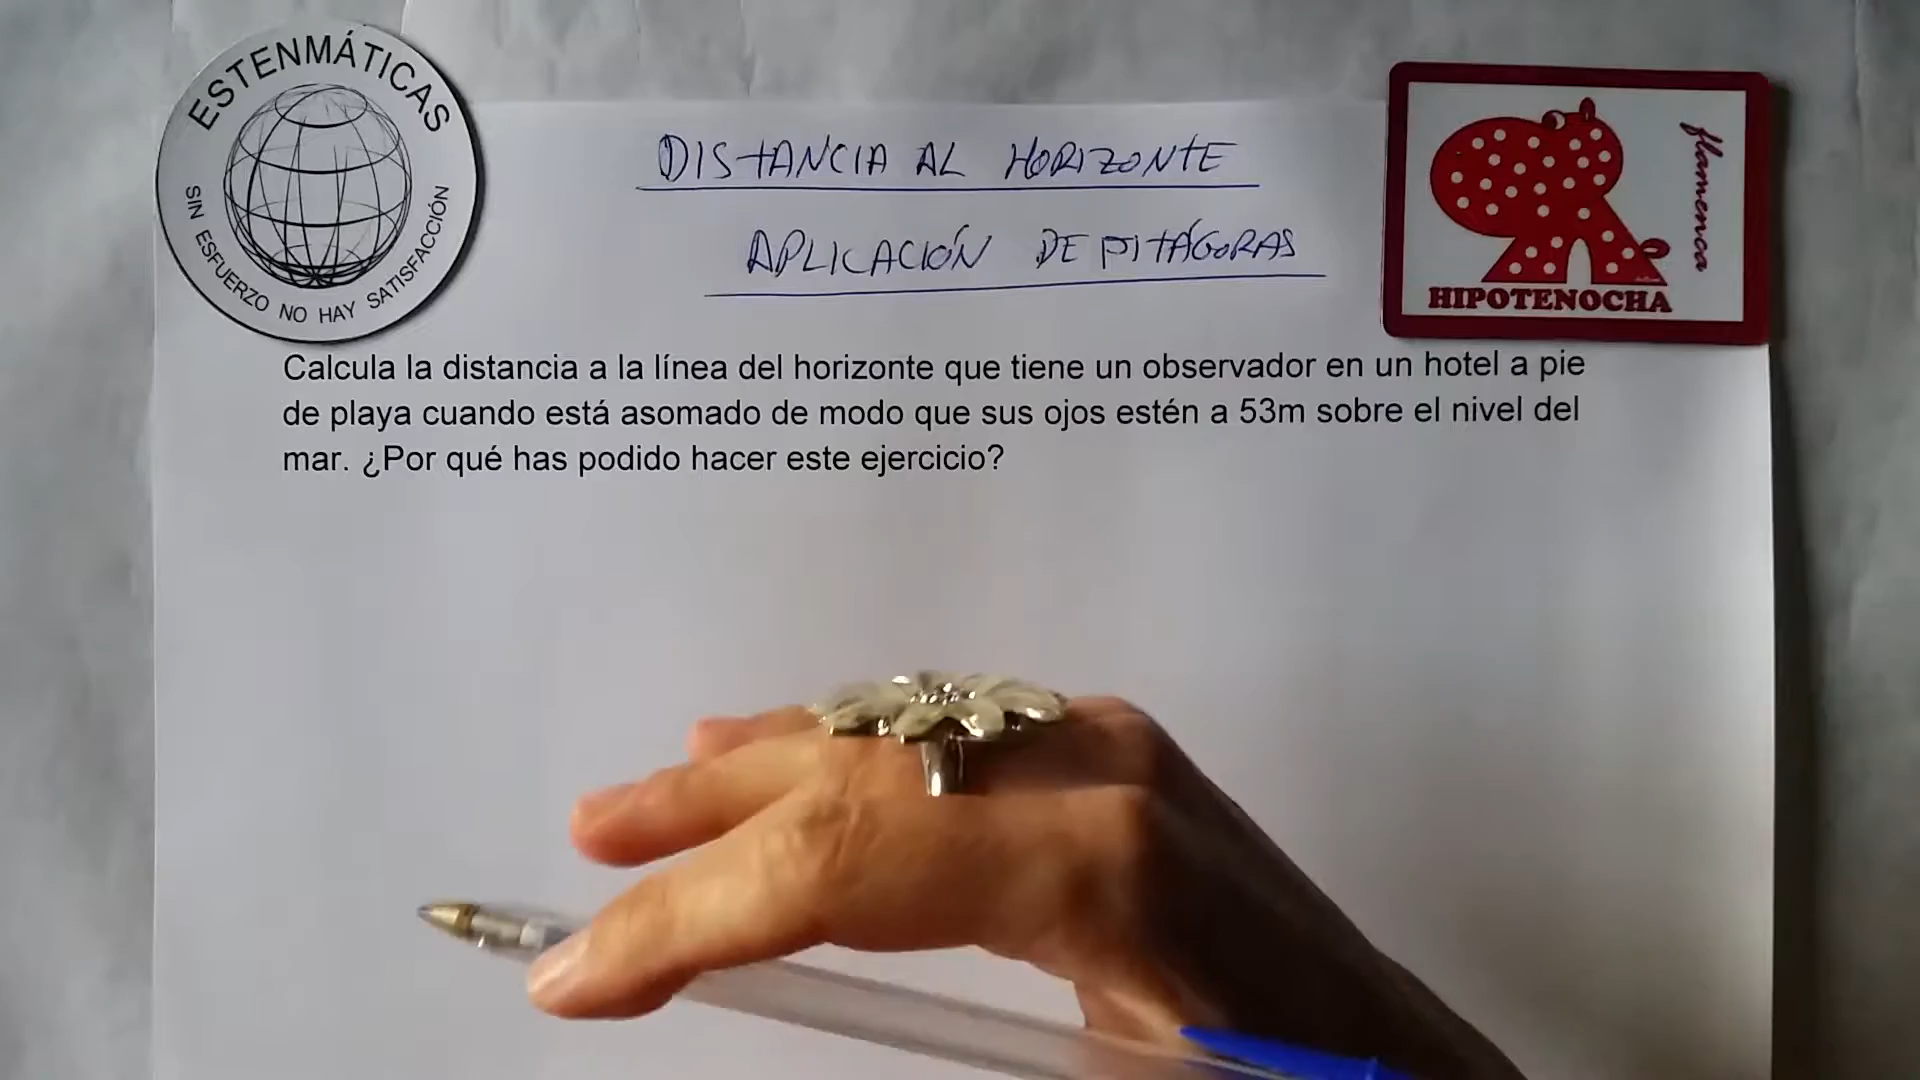 ESTENMÁTICAS
SIN ESFUERZO NO HAY SATISFACCIÓN
DISTANCIA AL HORIZONTE
APLICACIÓN DE PITÁGORAS
flamenca
HIPOTENOCHA
Calcula la distancia a la línea del horizonte que tiene un observador en un hotel a pie
de playa cuando está asomado de modo que sus ojos estén a 53m sobre el nivel del
mar. ¿Por qué has podido hacer este ejercicio?